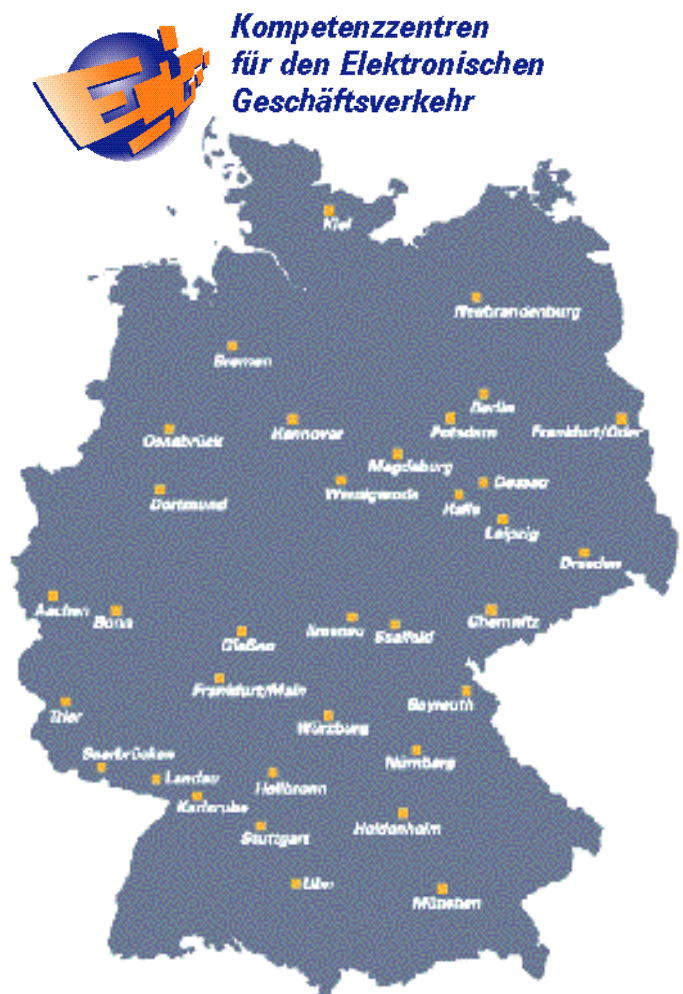 Kompetenzzentren
für den Elektronischen
Geschäftsverkehr
Kiel
Neubrandenburg
Bremen
Berlin
Osnabrück
Hannover
Potsdam
Frankfurt/Oder
Magdeburg
Dortmund
Wernigerode
Dessau
Halle
Leipzig
Dresden
Aachen
Bonn
Ilmenau
Saalfeld
Chemnitz
Gießen
Frankfurt/Main
Bayreuth
Trier
Würzburg
Saarbrücken
Nürnberg
Landau
Heilbronn
Karlsruhe
Stuttgart
Heidenheim
Ulm
München